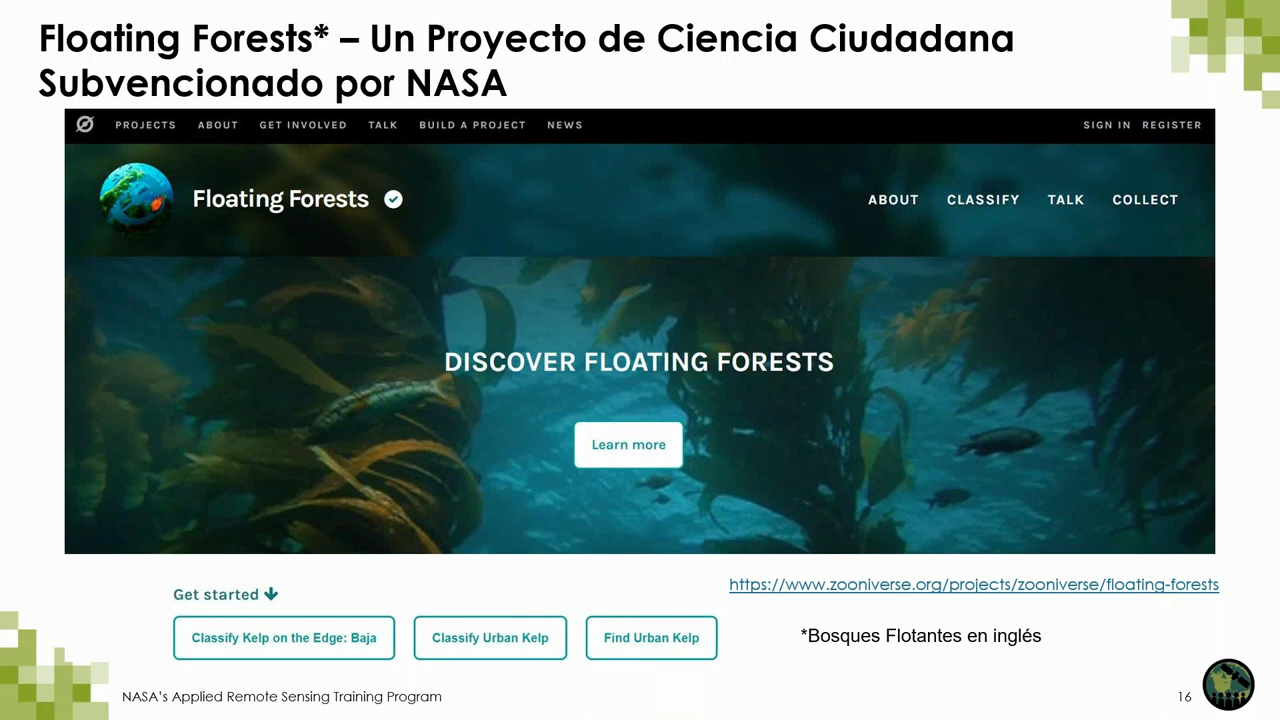 Floating Forests* – Un Proyecto de Ciencia Ciudadana
Subvencionado por NASA
PROJECTS ABOUT GET INVOLVED TALK BUILD A PROJECT NEWS SIGN IN REGISTER
Floating Forests ABOUT CLASSIFY TALK COLLECT
DISCOVER FLOATING FORESTS
Learn more
Get started
https://www.zooniverse.org/projects/zooniverse/floating-forests
Classify Kelp on the Edge: Baja Classify Urban Kelp Find Urban Kelp
*Bosques Flotantes en inglés
NASA's Applied Remote Sensing Training Program 16